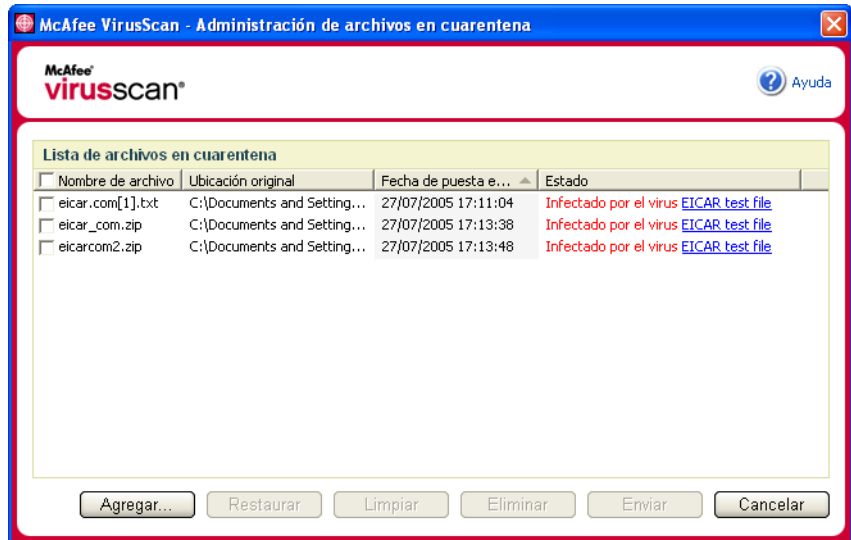 McAfee VirusScan - Administración de archivos en cuarentena
McAfee®
virusscan®
Ayuda
Lista de archivos en cuarentena
Nombre de archivo Ubicación original Fecha de puesta e... Estado
eicar.com[1].txt C:\Documents and Setting... 27/07/2005 17:11:04 Infectado por el virus EICAR test file
eicar_com.zip C:\Documents and Setting... 27/07/2005 17:13:38 Infectado por el virus EICAR test file
eicarcom2.zip C:\Documents and Setting... 27/07/2005 17:13:48 Infectado por el virus EICAR test file
Agregar... Restaurar Limpiar Eliminar Enviar Cancelar